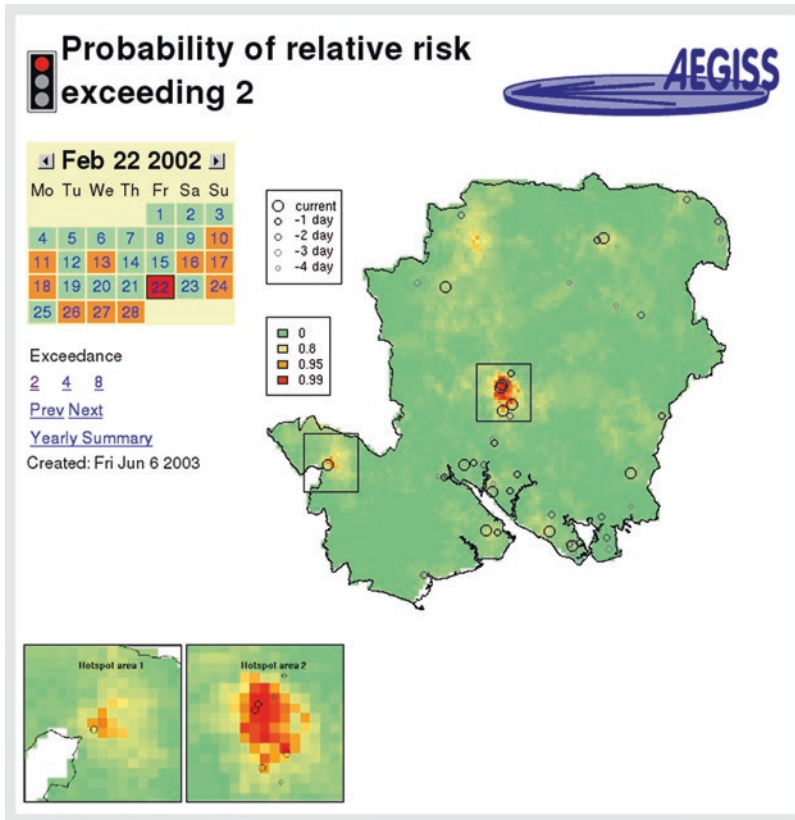 Probability of relative risk
exceeding 2
AEGISS
Feb 22 2002
Mo Tu We Th Fr Sa Su
1 2 3
4 5 6 7 8 9 10
11 12 13 14 15 16 17
18 19 20 21 22 23 24
25 26 27 28
current
-1 day
-2 day
-3 day
-4 day
0
0.8
0.95
0.99
Exceedance
2 4 8
Prev Next
Yearly Summary
Created: Fri Jun 6 2003
Hotspot area 1
Hotspot area 2